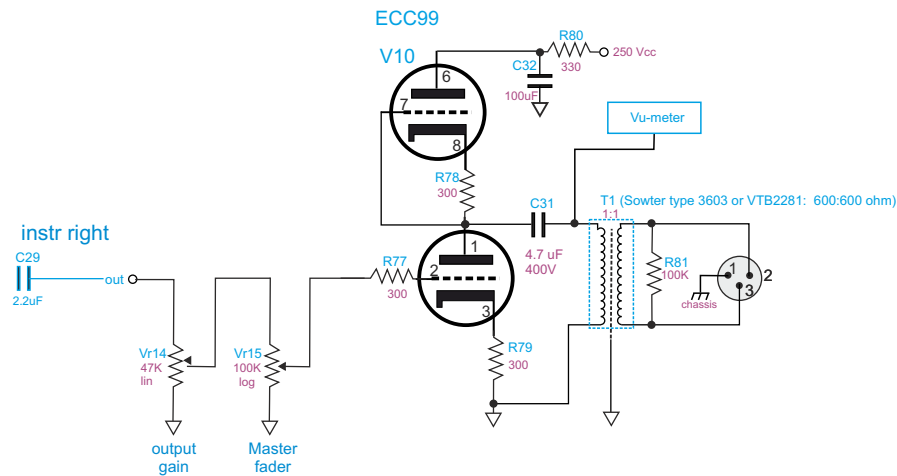 ECC99
V10
R80
330
250 Vcc
C32
100uF
6
7
8
R78
300
Vu-meter
C31
4.7 uF
400V
T1 (Sowter type 3603 or VTB2281: 600:600 ohm)
1:1
instr right
C29
2.2uF
out
R77
300
1
2
3
R81
100K
1
2
3
chassis
R79
300
Vr14
47K
lin
Vr15
100K
log
output
gain
Master
fader